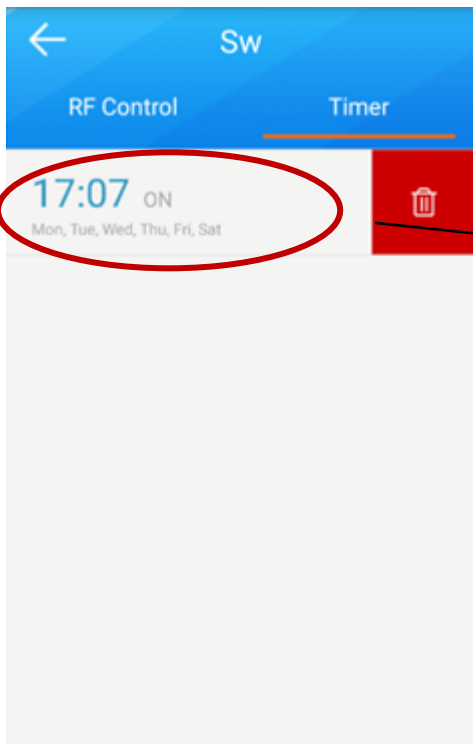 Sw
RF Control Timer
17:07 ON
Mon, Tue, Wed, Thu, Fri, Sat